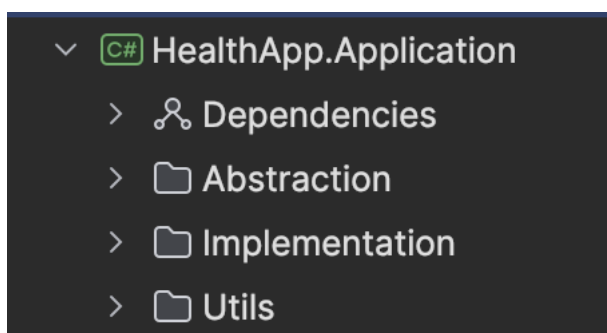 C# HealthApp.Application
Dependencies
Abstraction
Implementation
Utils